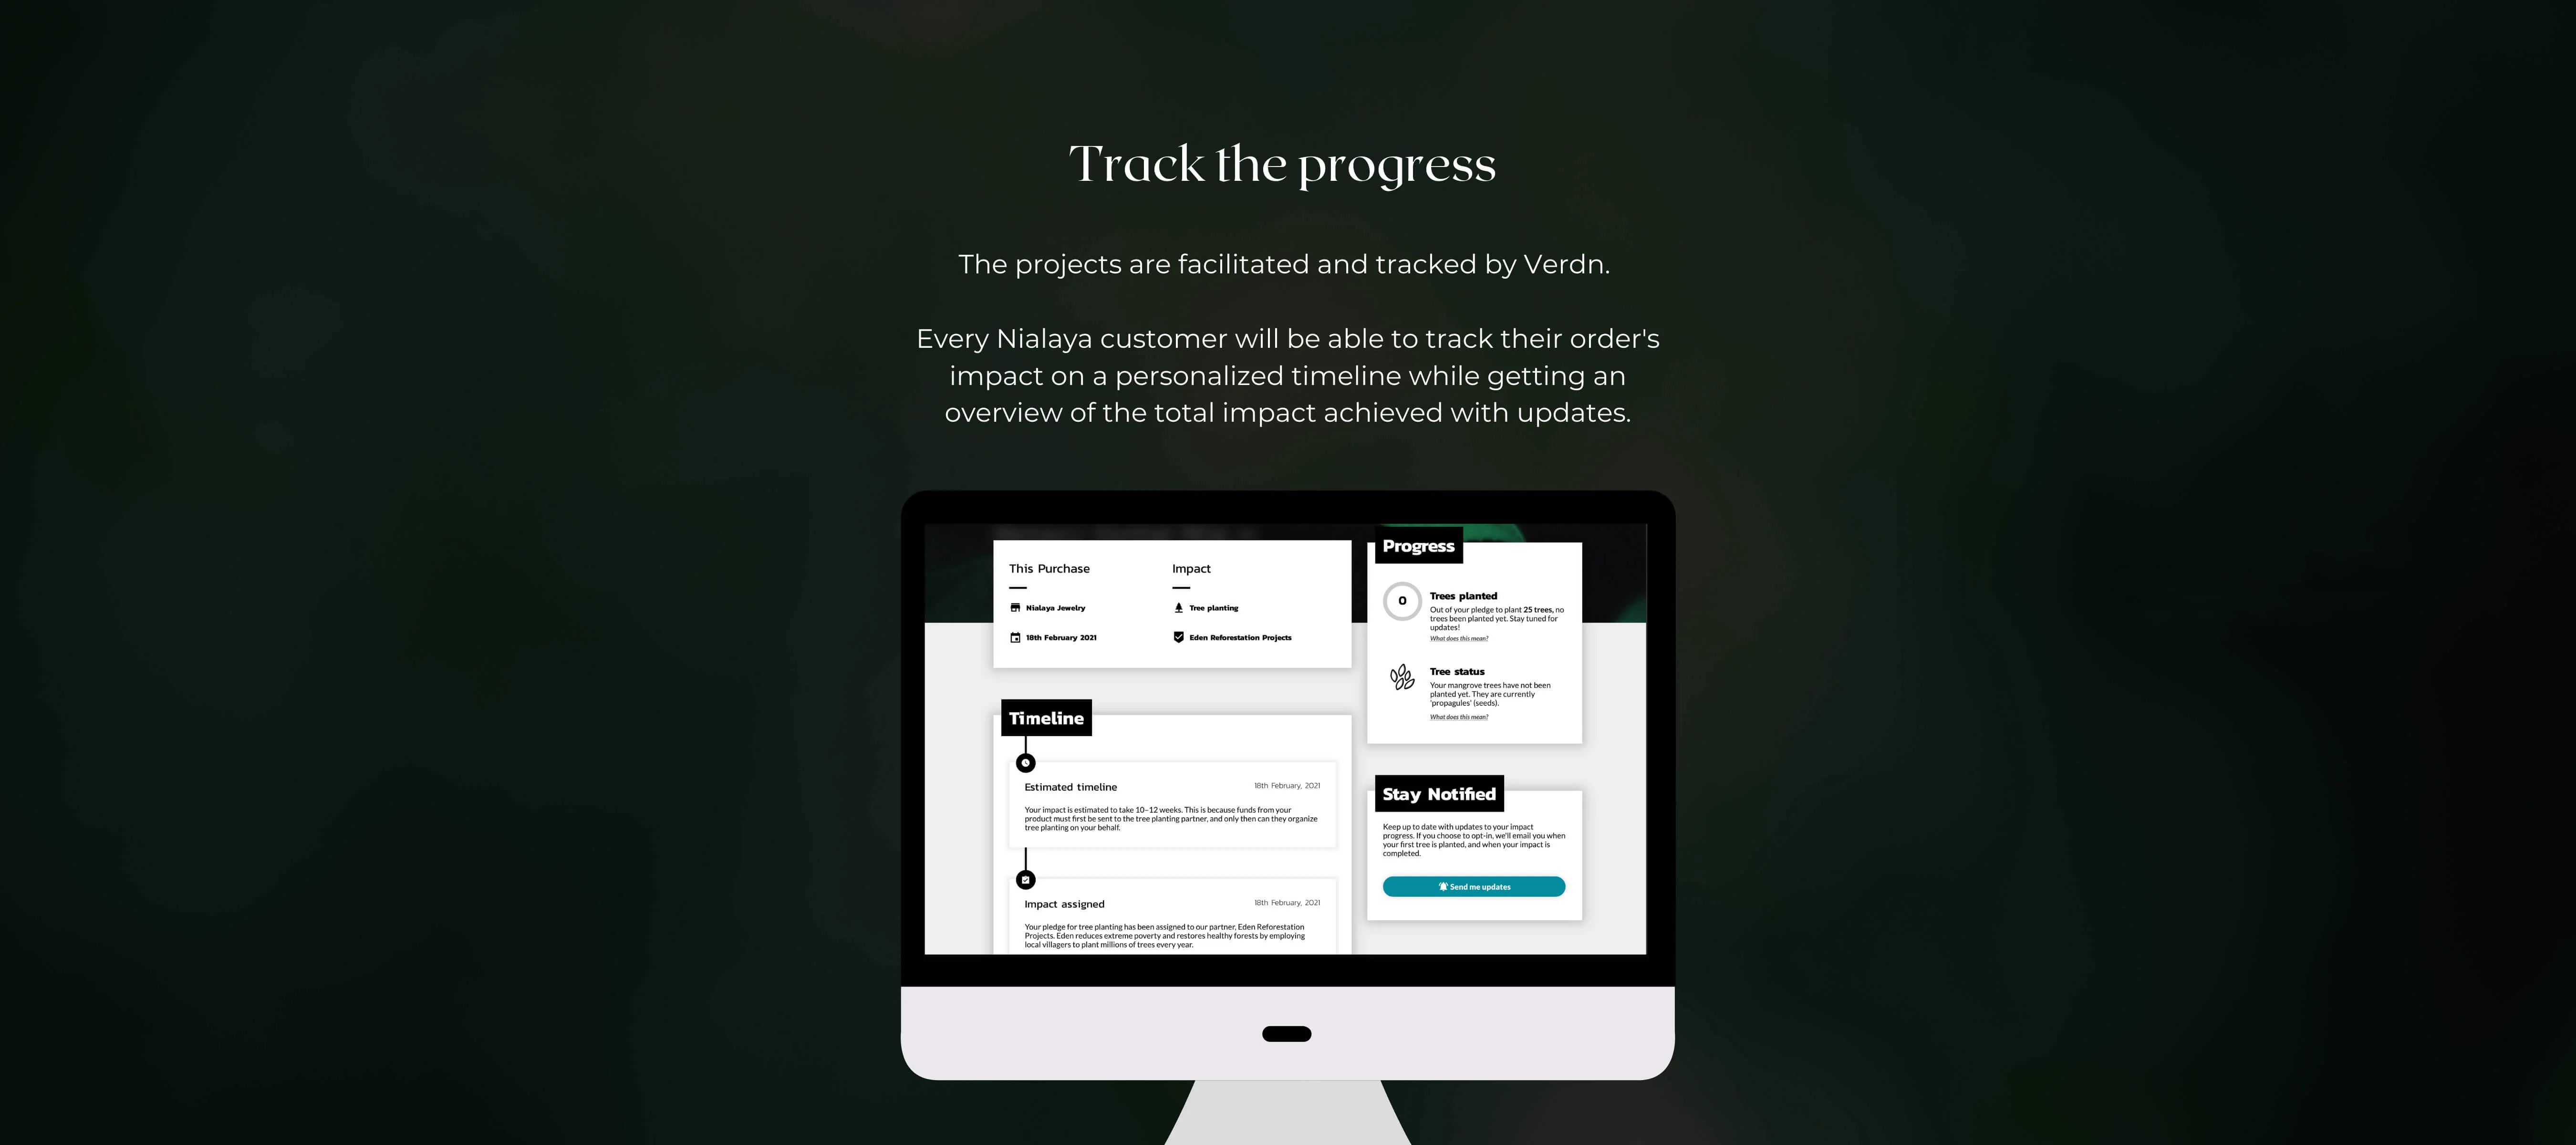 Track the progress
The projects are facilitated and tracked by Verdn.
Every Nialaya customer will be able to track their order's
impact on a personalized timeline while getting an
overview of the total impact achieved with updates.
This Purchase
Nialaya Jewelry
18th February 2021
Impact
Tree planting
Eden Reforestation Projects
Timeline
Estimated timeline
18th February, 2021
Your impact is estimated to take 10–12 weeks. This is because funds from your
product must first be sent to the tree planting partner, and only then can they organize
tree planting on your behalf.
Impact assigned
18th February, 2021
Your pledge for tree planting has been assigned to our partner, Eden Reforestation
Projects. Eden reduces extreme poverty and restores healthy forests by employing
local villagers to plant millions of trees every year.
Progress
0
Trees planted
Out of your pledge to plant 25 trees, no
trees been planted yet. Stay tuned for
updates!
What does this mean?
Tree status
Your mangrove trees have not been
planted yet. They are currently
'propagules' (seeds).
What does this mean?
Stay Notified
Keep up to date with updates to your impact
progress. If you choose to opt-in, we'll email you when
your first tree is planted, and when your impact is
completed.
Send me updates